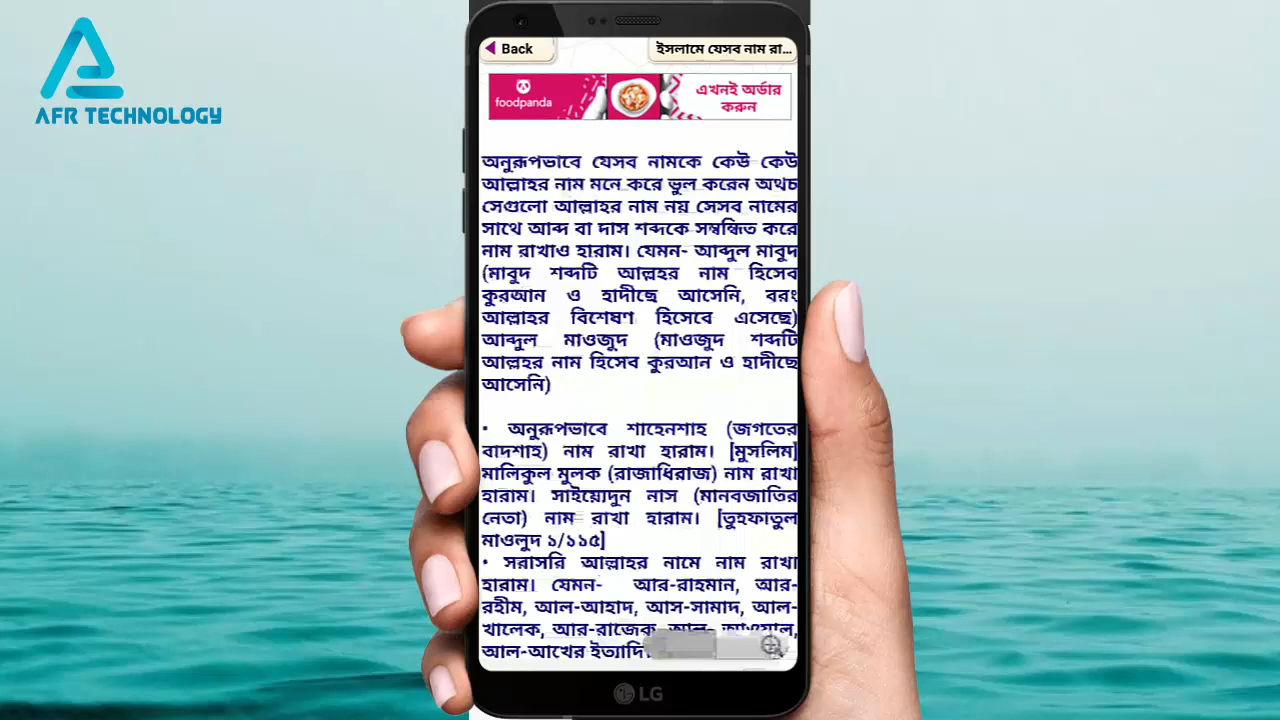 AFR TECHNOLOGY
Back
ইসলামে যেসব নাম রা...
foodpanda
এখনই অর্ডার
করুন
অনুরূপভাবে যেসব নামকে কেউ কেউ
আল্লাহর নাম মনে করে ভুল করেন অথচ
সেগুলো আল্লাহর নাম নয় সেসব নামের
সাথে আব্দ বা দাস শব্দকে সম্বন্ধিত করে
নাম রাখাও হারাম। যেমন- আব্দুল মাবুদ
(মাবুদ শব্দটি আল্লহর নাম হিসেব
কুরআন ও হাদীছে আসেনি, বরং
আল্লাহর বিশেষণ হিসেবে এসেছে)
আব্দুল মাওজুদ (মাওজুদ শব্দটি
আল্লহর নাম হিসেব কুরআন ও হাদীছে
আসেনি)
• অনুরূপভাবে শাহেনশাহ (জগতের
বাদশাহ) নাম রাখা হারাম। [মুসলিম]
মালিকুল মুলক (রাজাধিরাজ) নাম রাখা
হারাম। সাইয়্যেদুন নাস (মানবজাতির
নেতা) নাম রাখা হারাম। [তুহফাতুল
মাওলুদ ১/১১৫]
• সরাসরি আল্লাহর নামে নাম রাখা
হারাম। যেমন- আর-রাহমান, আর-
রহীম, আল-আহাদ, আস-সামাদ, আল-
খালেক, আর-রাজেক, আল- আওয়াল,
আল-আখের ইত্যাদি
LG